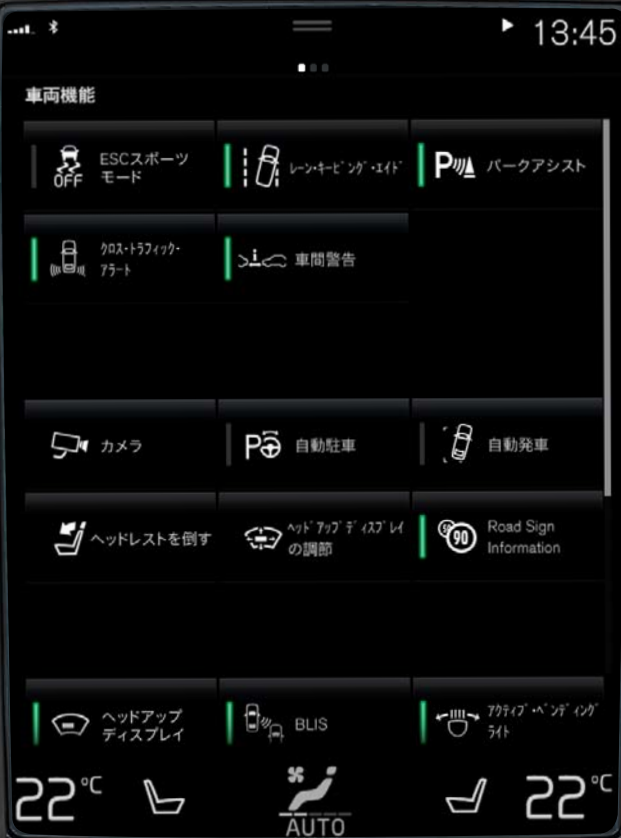 13:45
車両機能
OFF
ESCスポーツ
モード
ﾚｰﾝ･ｷｰﾋﾟﾝｸﾞ･ｴｲﾄﾞ
P
パークアシスト
ｸﾛｽ･ﾄﾗﾌｨｯｸ･
ｱﾗｰﾄ
車間警告
カメラ
P
自動駐車
自動発車
ヘッドレストを倒す
ﾍｯﾄﾞｱｯﾌﾟﾃﾞｨｽﾌﾟﾚｲ
の調節
50
90
Road Sign
Information
ヘッドアップ
ディスプレイ
BLIS
ｱｸﾃｨﾌﾞ･ﾍﾞﾝﾃﾞｨﾝｸﾞ
ﾗｲﾄ
22°C
AUTO
22°C